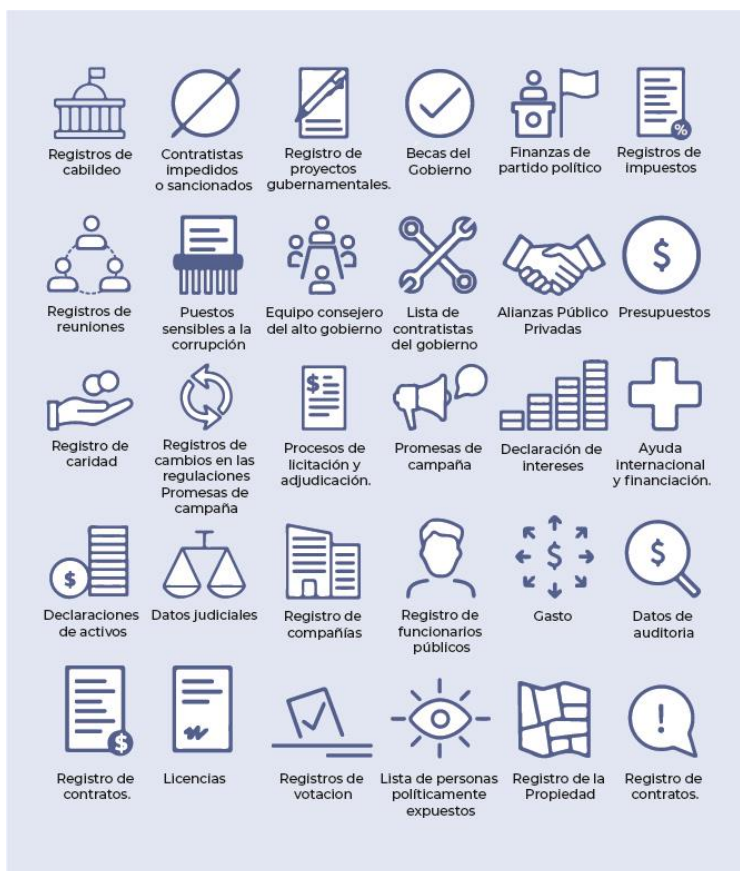 Registros de
cabildeo
Contratistas
impedidos
o sancionados
Registro de
proyectos
gubernamentales.
Becas del
Gobierno
Finanzas de
partido político
Registros de
impuestos
%
Registros de
reuniones
Puestos
sensibles a la
corrupción
Equipo consejero
del alto gobierno
Lista de
contratistas
del gobierno
Alianzas Público
Privadas
$
Presupuestos
Registro de
caridad
Registros de
cambios en las
regulaciones
Promesas de
campaña
$
Procesos de
licitación y
adjudicación.
Promesas de
campaña
Declaración de
intereses
Ayuda
internacional
y financiación.
$
Declaraciones
de activos
Datos judiciales
Registro de
compañías
Registro de
funcionarios
públicos
$
Gasto
$
Datos de
auditoria
$
Registro de
contratos.
Licencias
Registros de
votacion
Lista de personas
políticamente
expuestos
Registro de la
Propiedad
!
Registro de
contratos.